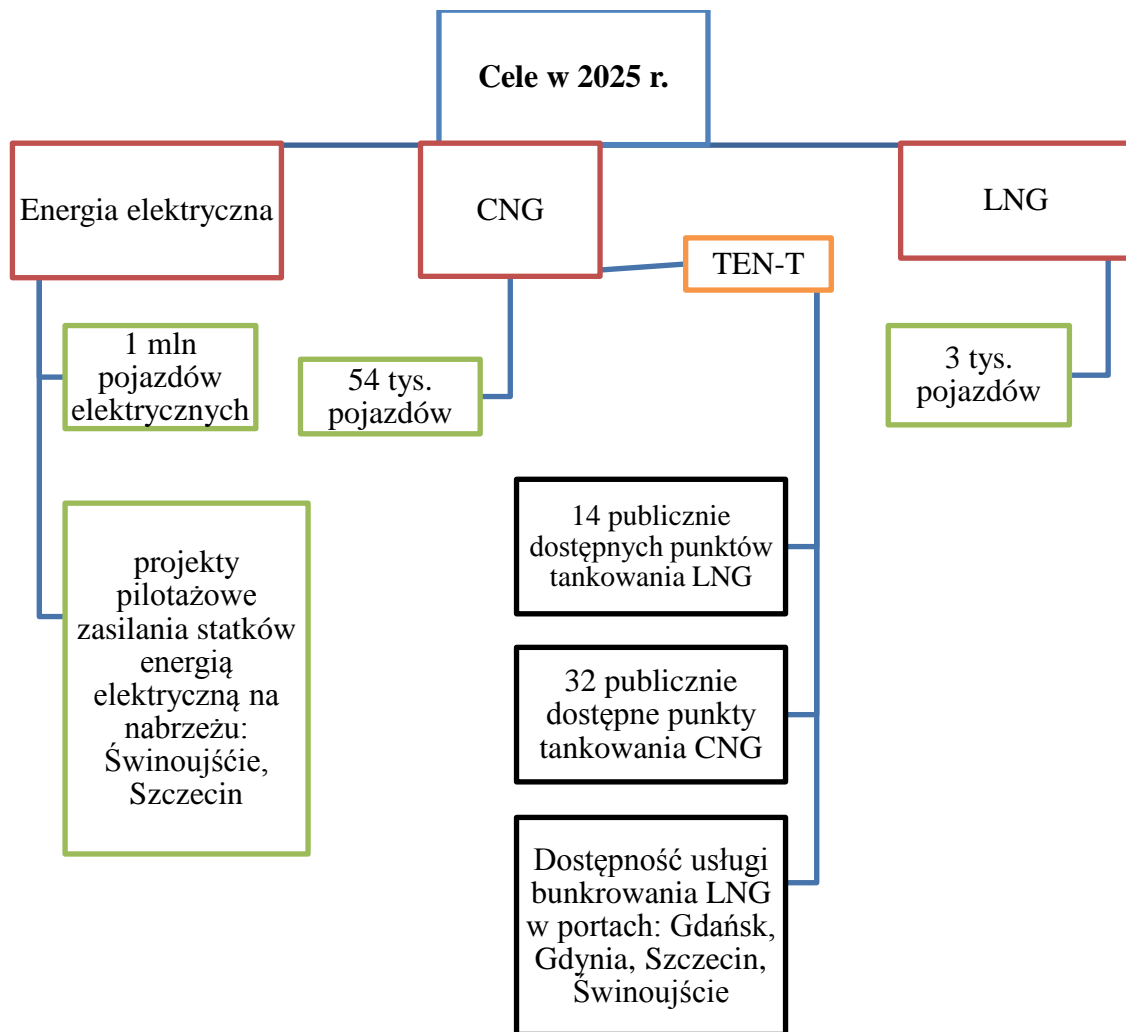 Cele w 2025 r.
Energia elektryczna
CNG
LNG
TEN-T
1 mln
pojazdów
elektrycznych
54 tys.
pojazdów
3 tys.
pojazdów
projekty
pilotażowe
zasilania statków
energią
elektryczną na
nabrzeżu:
Świnoujśćie,
Szczecin
14 publicznie
dostępnych punktów
tankowania LNG
32 publicznie
dostępne punkty
tankowania CNG
Dostępność usługi
bunkrowania LNG
w portach: Gdańsk,
Gdynia, Szczecin,
Świnoujście